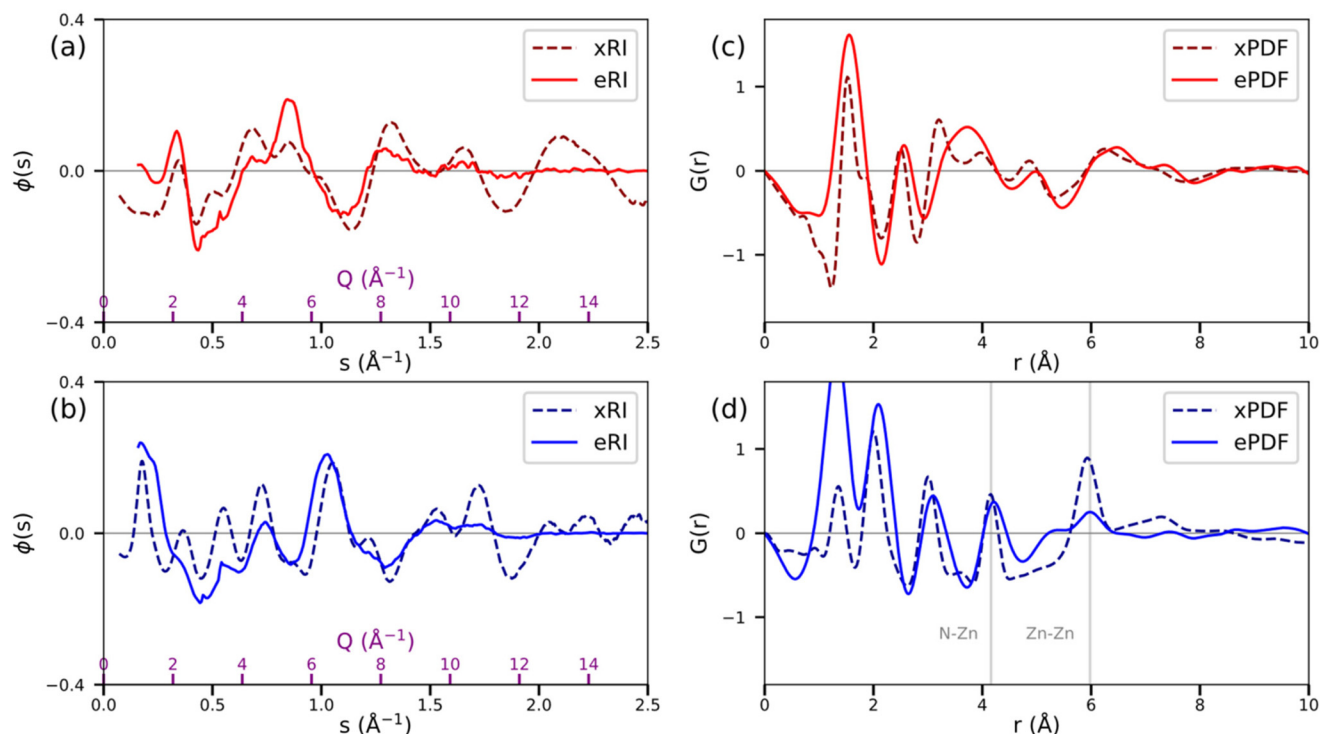 (a)
xRI
eRI
0.4
0.0
−0.4
ϕ(s)
Q (Å⁻¹)
0 2 4 6 8 10 12 14
0.0 0.5 1.0 1.5 2.0 2.5
s (Å⁻¹)
(c)
xPDF
ePDF
1
0
−1
G(r)
0 2 4 6 8 10
r (Å)
(b)
xRI
eRI
0.4
0.0
−0.4
ϕ(s)
Q (Å⁻¹)
0 2 4 6 8 10 12 14
0.0 0.5 1.0 1.5 2.0 2.5
s (Å⁻¹)
(d)
xPDF
ePDF
1
0
−1
G(r)
N-Zn Zn-Zn
0 2 4 6 8 10
r (Å)